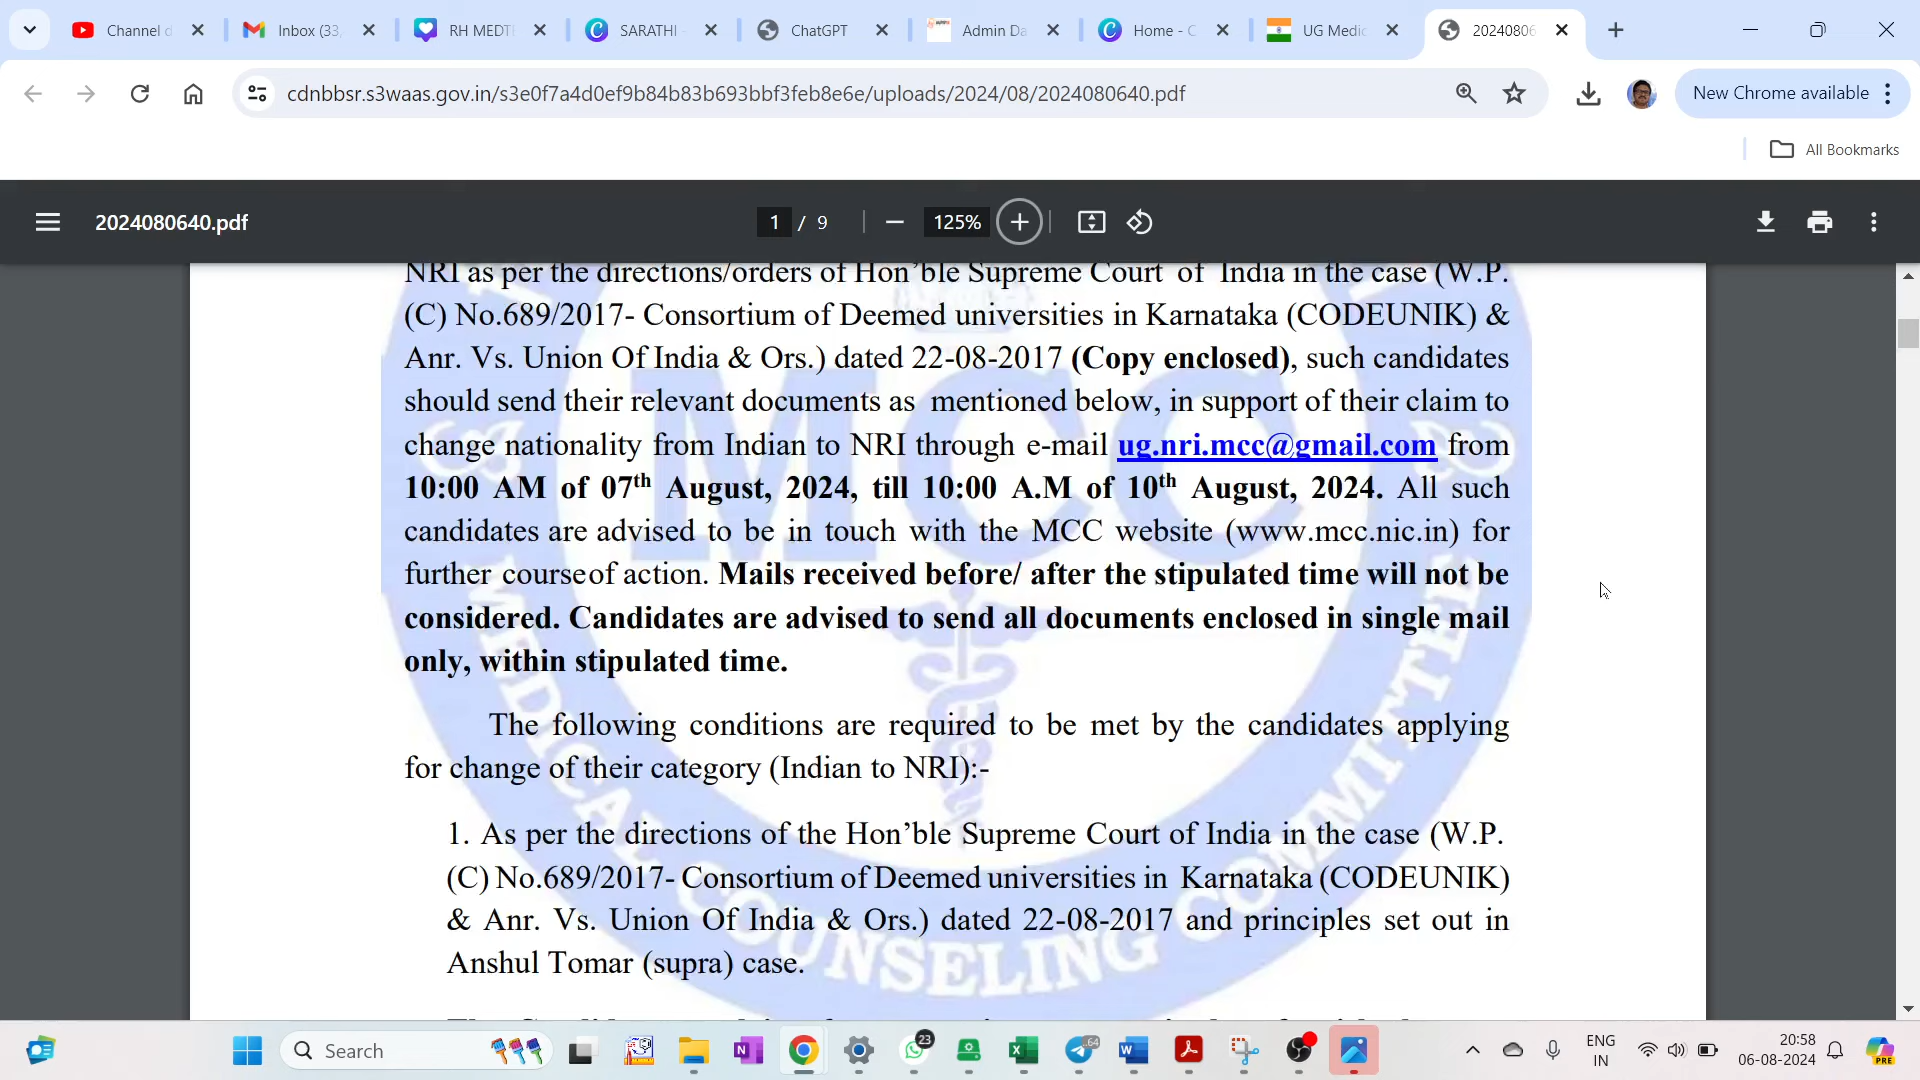 Channel d
Inbox (33,
RH MEDT
SARATHI -
ChatGPT
Admin Da
Home - C
UG Medic
20240806
cdnbbsr.s3waas.gov.in/s3e0f7a4d0ef9b84b83b693bbf3feb8e6e/uploads/2024/08/2024080640.pdf
New Chrome available
All Bookmarks
2024080640.pdf
1 / 9
125%
NRI as per the directions/orders of Hon’ble Supreme Court of India in the case (W.P.
(C) No.689/2017- Consortium of Deemed universities in Karnataka (CODEUNIK) &
Anr. Vs. Union Of India & Ors.) dated 22-08-2017 (Copy enclosed), such candidates
should send their relevant documents as mentioned below, in support of their claim to
change nationality from Indian to NRI through e-mail ug.nri.mcc@gmail.com from
10:00 AM of 07th August, 2024, till 10:00 A.M of 10th August, 2024. All such
candidates are advised to be in touch with the MCC website (www.mcc.nic.in) for
further course of action. Mails received before/ after the stipulated time will not be
considered. Candidates are advised to send all documents enclosed in single mail
only, within stipulated time.
The following conditions are required to be met by the candidates applying
for change of their category (Indian to NRI):-
1. As per the directions of the Hon’ble Supreme Court of India in the case (W.P.
(C) No.689/2017- Consortium of Deemed universities in Karnataka (CODEUNIK)
& Anr. Vs. Union Of India & Ors.) dated 22-08-2017 and principles set out in
Anshul Tomar (supra) case.
MCC
MEDICAL COUNSELING COMMITTEE
Search
23
64
ENG
IN
20:58
06-08-2024
PRE